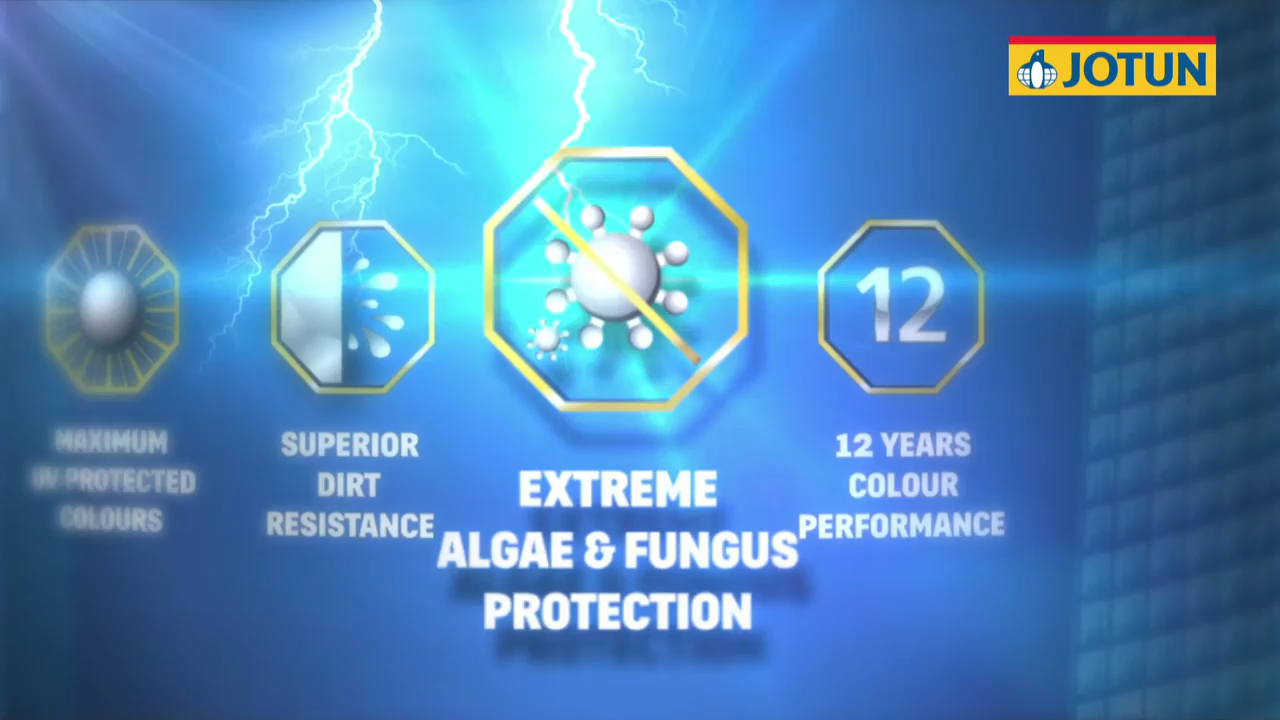 JOTUN
12
MAXIMUM
UV PROTECTED
COLOURS
SUPERIOR
DIRT
RESISTANCE
EXTREME
ALGAE & FUNGUS
PROTECTION
12 YEARS
COLOUR
PERFORMANCE